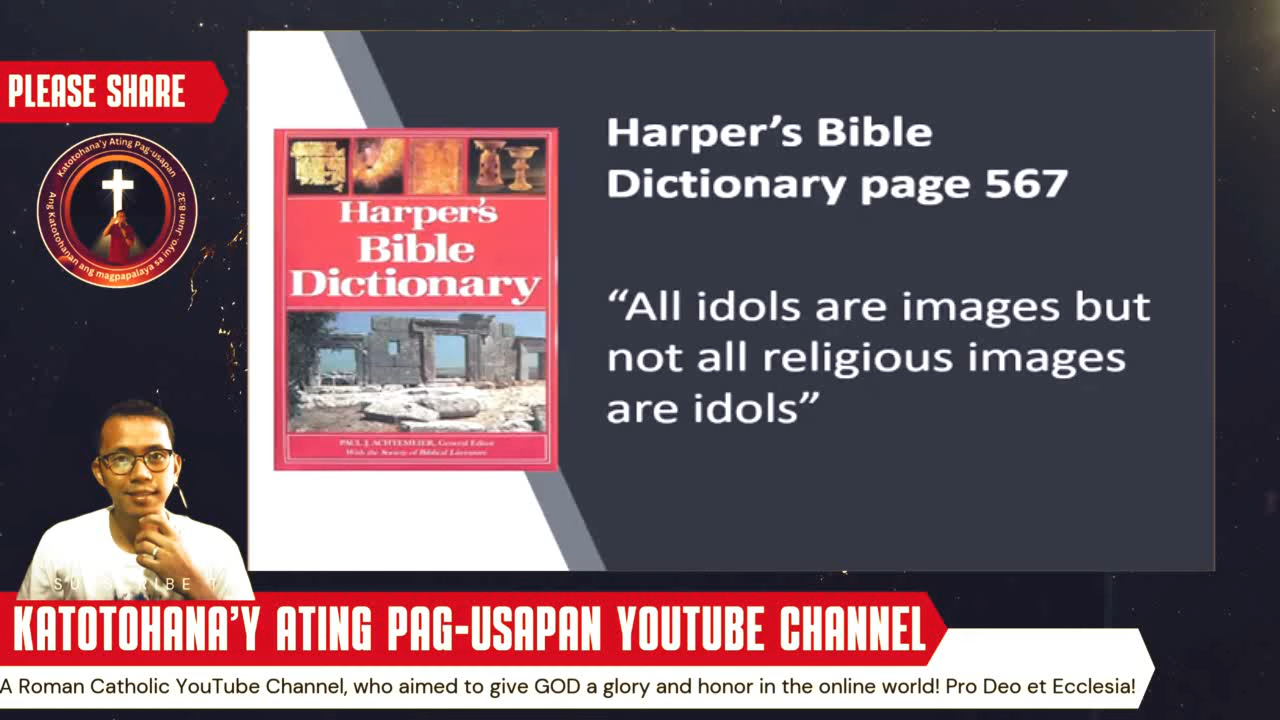 PLEASE SHARE
Katotohana'y Ating Pag-usapan
Ang Katotohanan ang magpapalaya sa inyo. Juan 8:32
Harper's
Bible
Dictionary
PAUL J. ACHTEMEIER, General Editor
With the Society of Biblical Literature
Harper's Bible
Dictionary page 567
“All idols are images but
not all religious images
are idols”
KATOTOHANA'Y ATING PAG-USAPAN YOUTUBE CHANNEL
A Roman Catholic YouTube Channel, who aimed to give GOD a glory and honor in the online world! Pro Deo et Ecclesia!